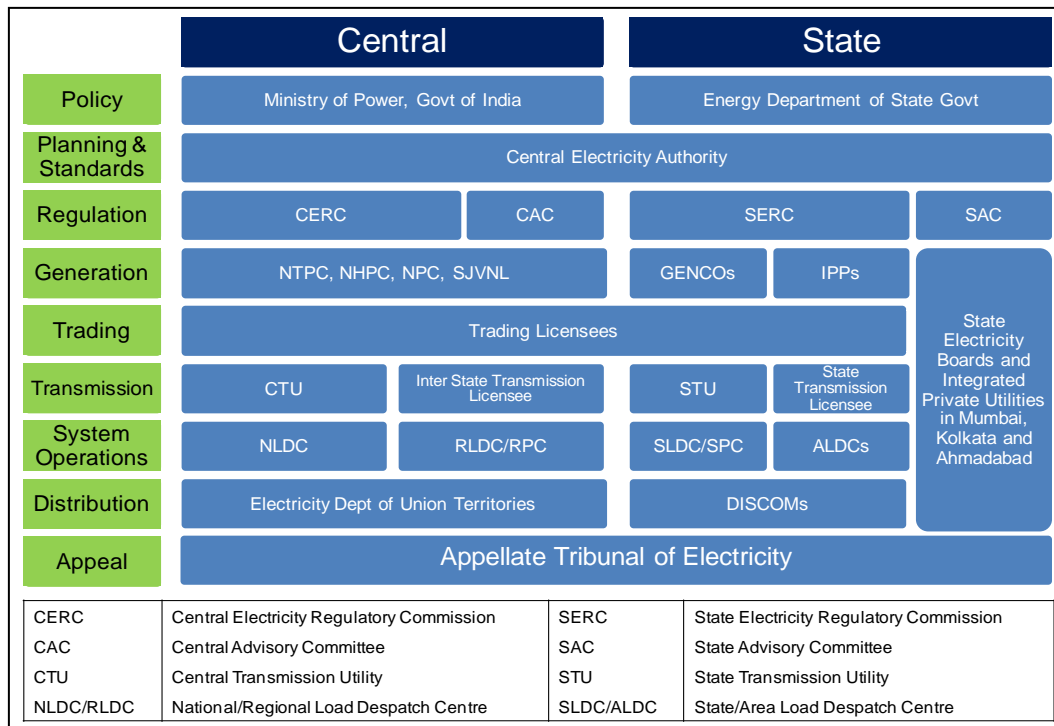 Central
State
Policy
Ministry of Power, Govt of India
Energy Department of State Govt
Planning &
Standards
Central Electricity Authority
Regulation
CERC
CAC
SERC
SAC
Generation
NTPC, NHPC, NPC, SJVNL
GENCOs
IPPs
State
Electricity
Boards and
Integrated
Private Utilities
in Mumbai,
Kolkata and
Ahmadabad
Trading
Trading Licensees
Transmission
CTU
Inter State Transmission
Licensee
STU
State
Transmission
Licensee
System
Operations
NLDC
RLDC/RPC
SLDC/SPC
ALDCs
Distribution
Electricity Dept of Union Territories
DISCOMs
Appeal
Appellate Tribunal of Electricity
CERC Central Electricity Regulatory Commission SERC State Electricity Regulatory Commission
CAC Central Advisory Committee SAC State Advisory Committee
CTU Central Transmission Utility STU State Transmission Utility
NLDC/RLDC National/Regional Load Despatch Centre SLDC/ALDC State/Area Load Despatch Centre